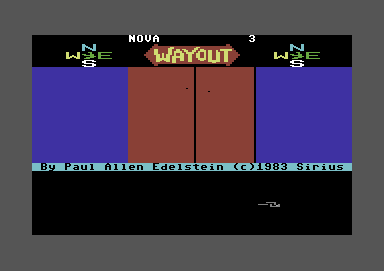 NOVA 3
N N
W E WAYOUT W E
S S
By Paul Allen Edelstein (c)1983 Sirius